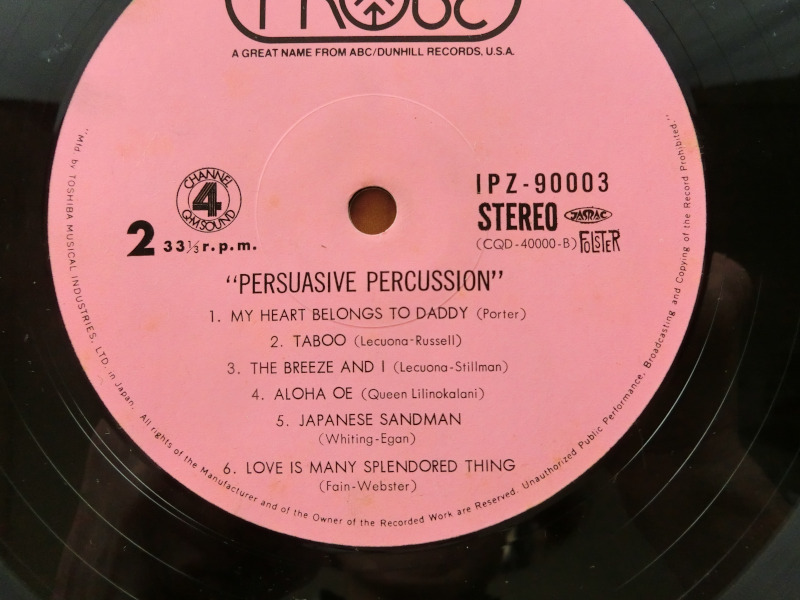 PROBE
A GREAT NAME FROM ABC/DUNHILL RECORDS, U.S.A.
CHANNEL
4
QM SOUND
2 33⅓ r.p.m.
IPZ-90003
STEREO JASRAC
(CQD-40000-B) FOLSTER
"PERSUASIVE PERCUSSION"
1. MY HEART BELONGS TO DADDY (Porter)
2. TABOO (Lecuona-Russell)
3. THE BREEZE AND I (Lecuona-Stillman)
4. ALOHA OE (Queen Lilinokalani)
5. JAPANESE SANDMAN
(Whiting-Egan)
6. LOVE IS MANY SPLENDORED THING
(Fain-Webster)
"Mfd by TOSHIBA MUSICAL INDUSTRIES, LTD. in Japan. All rights of the Manufacturer and of the Owner of the Recorded Work are Reserved. Unauthorized Public Performance, Broadcasting and Copying of the Record Prohibited."